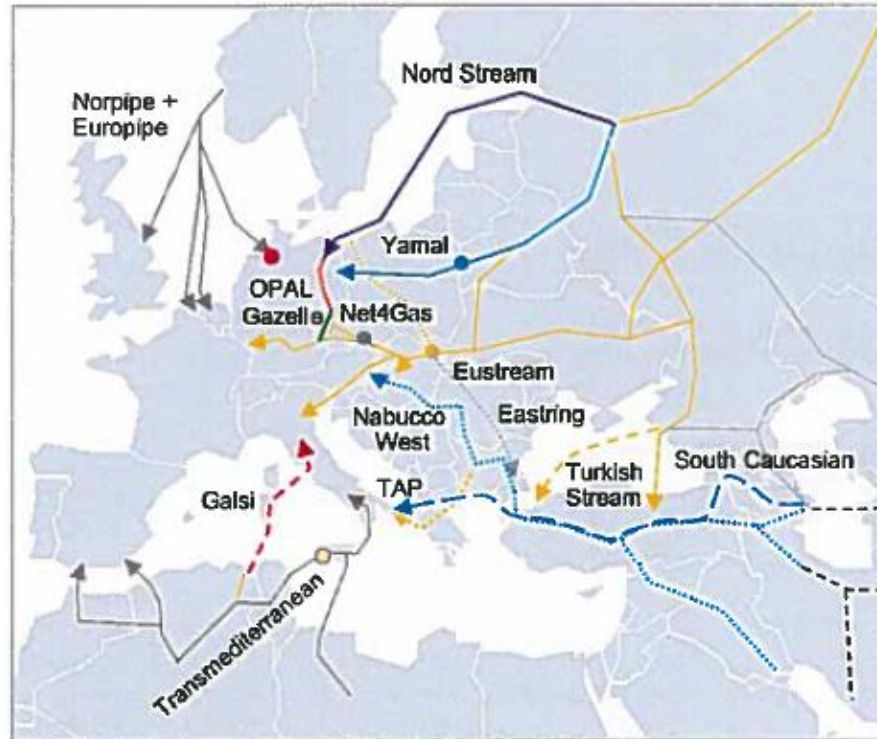 Nord Stream
Norpipe +
Europipe
Yamal
OPAL
Gazelle
Net4Gas
Eustream
Eastring
Nabucco
West
TAP
Turkish
Stream
South Caucasian
Galsi
Transmediterranean